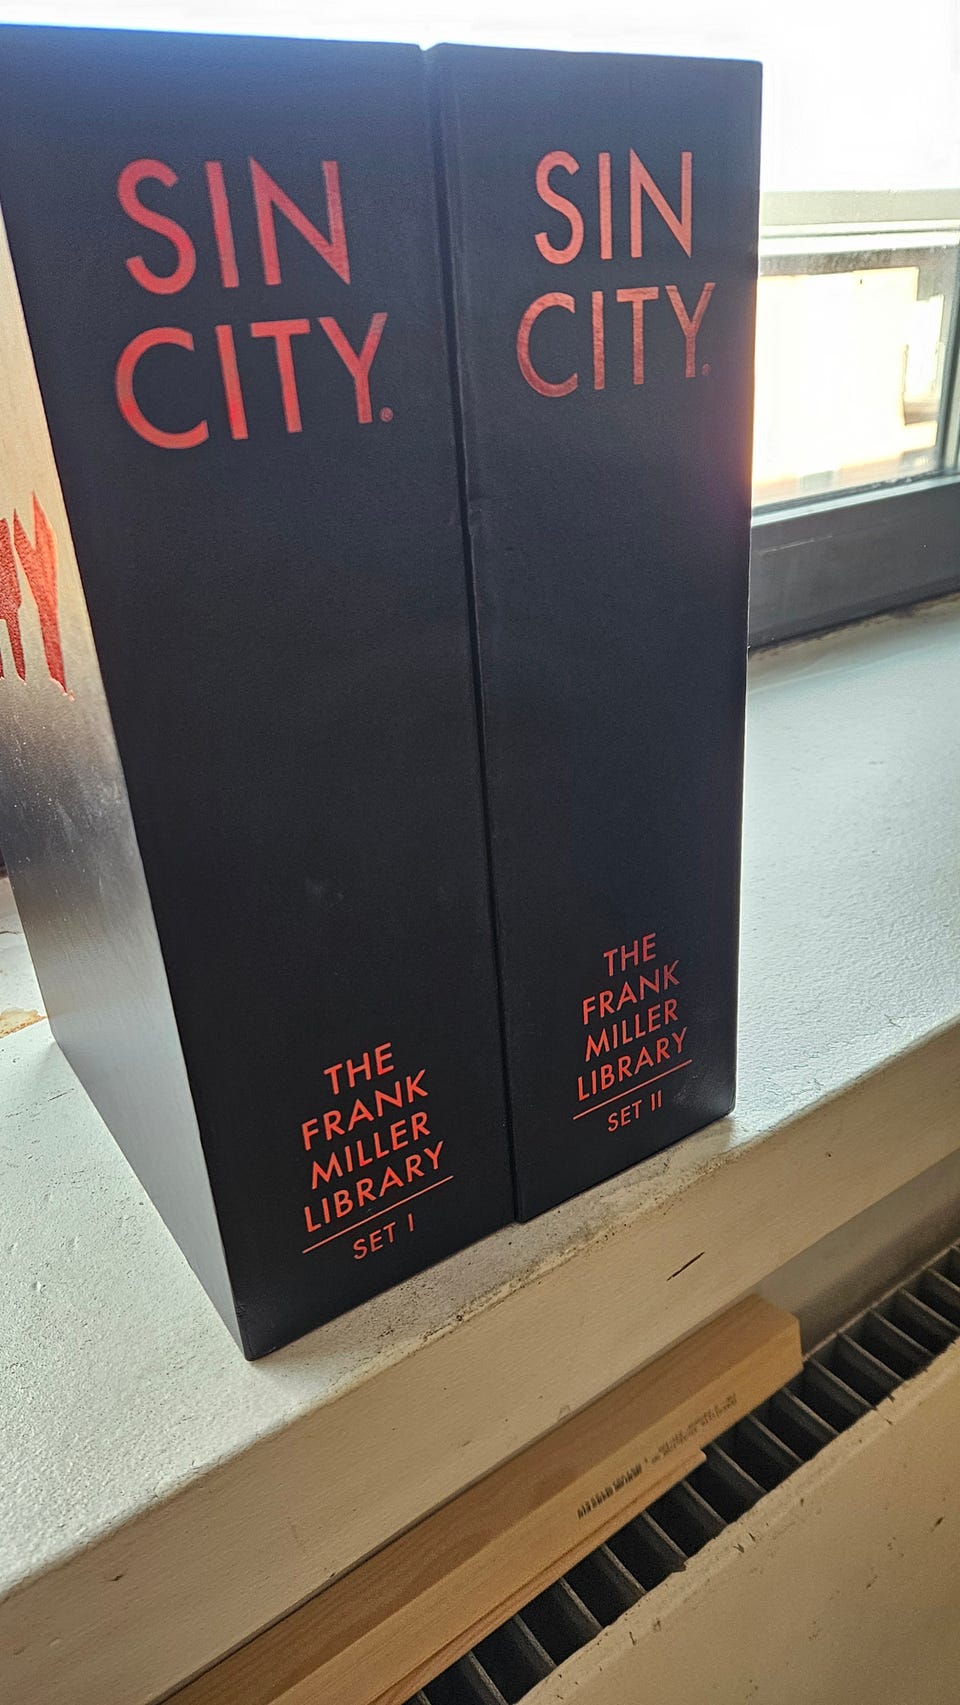 SIN
CITY®
THE
FRANK
MILLER
LIBRARY
SET I
SIN
CITY®
THE
FRANK
MILLER
LIBRARY
SET II